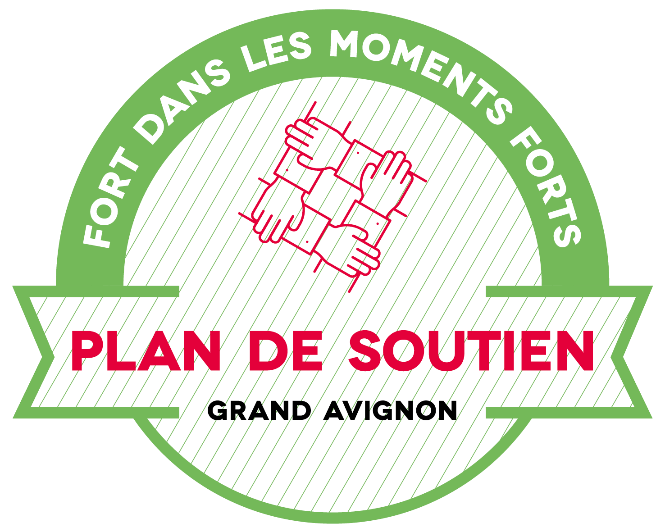 FORT DANS LES MOMENTS FORTS
PLAN DE SOUTIEN
GRAND AVIGNON